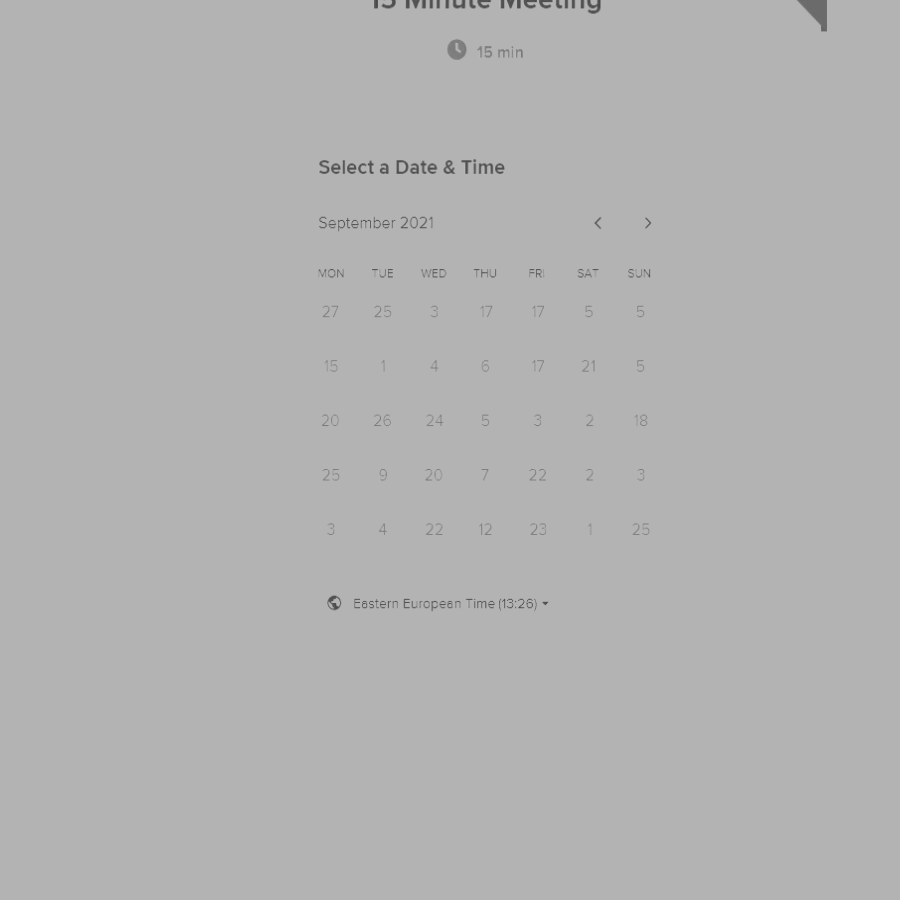 15 Minute Meeting
15 min
Select a Date & Time
September 2021
MON TUE WED THU FRI SAT SUN
27 25 3 17 17 5 5
15 1 4 6 17 21 5
20 26 24 5 3 2 18
25 9 20 7 22 2 3
3 4 22 12 23 1 25
Eastern European Time (13:26)